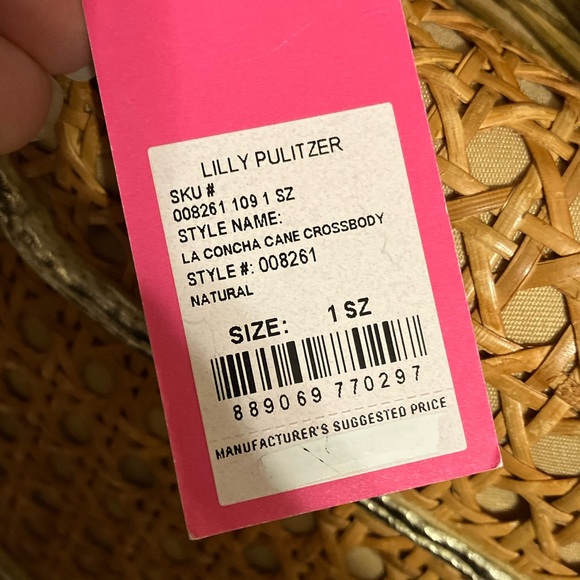 LILLY PULITZER
SKU #
008261 109 1 SZ
STYLE NAME:
LA CONCHA CANE CROSSBODY
STYLE #: 008261
NATURAL
SIZE: 1 SZ
889069 770297
MANUFACTURER'S SUGGESTED PRICE